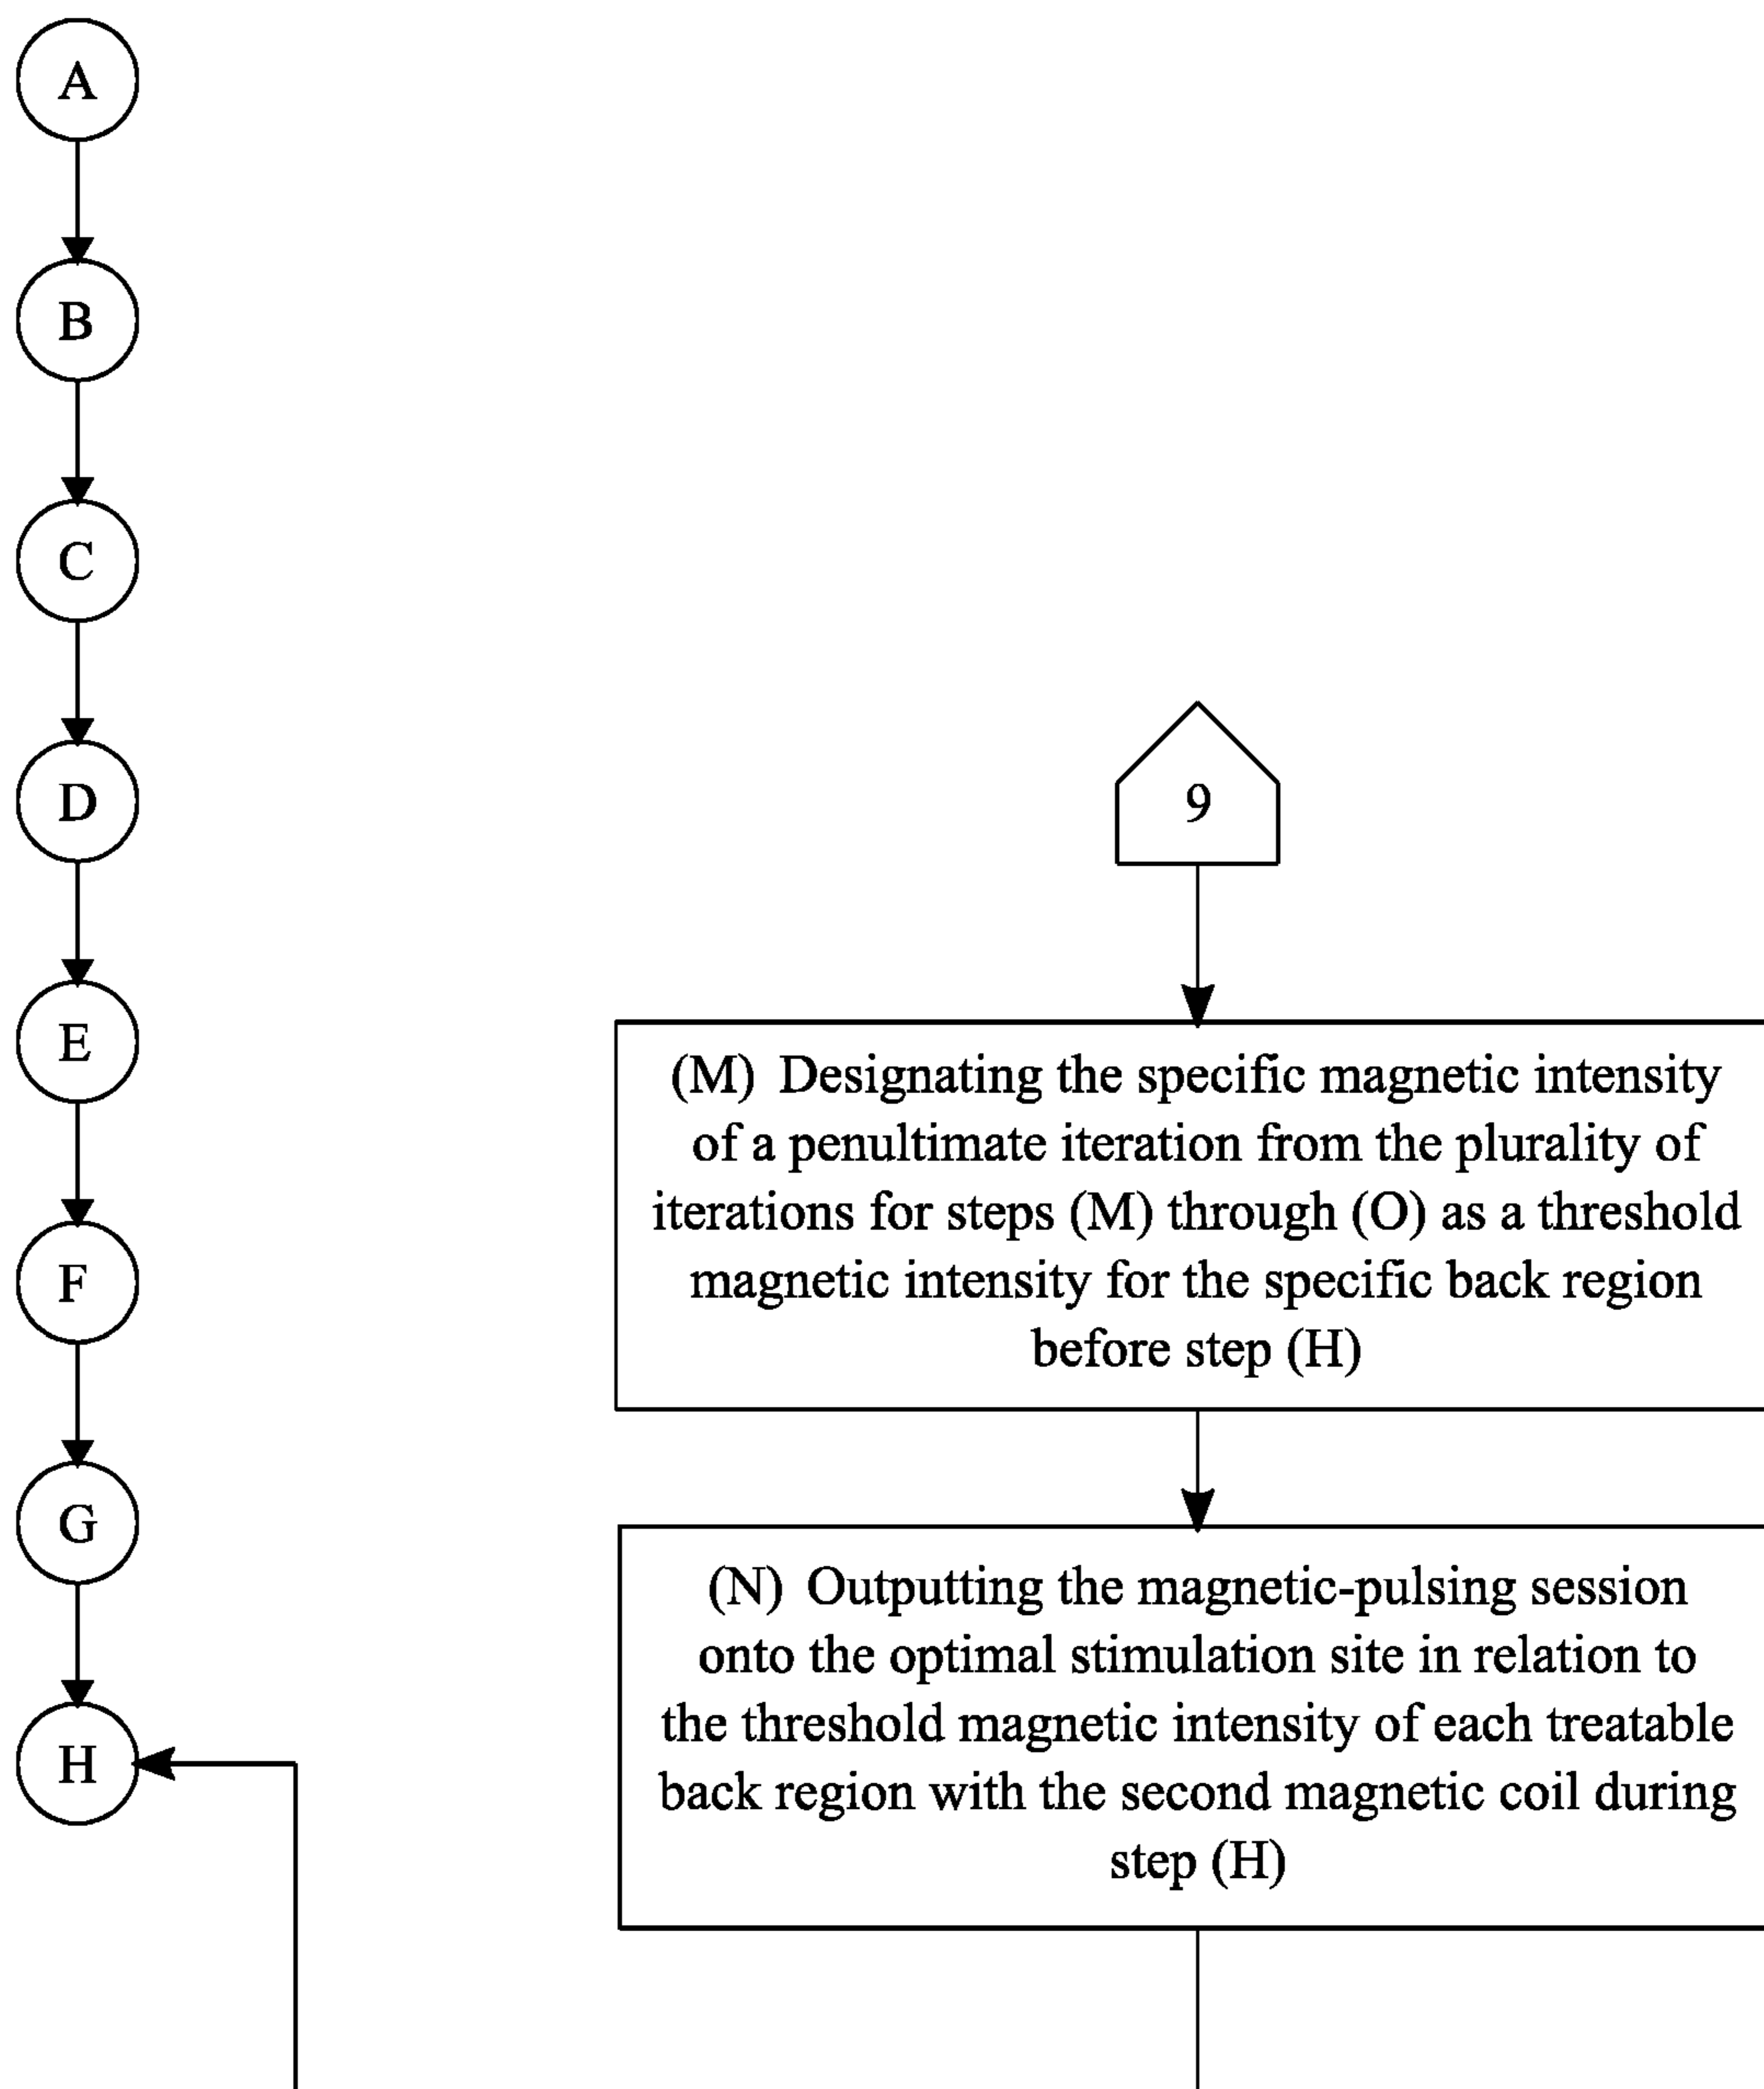 A
B
C
D
E
F
G
H
9
(M) Designating the specific magnetic intensity
of a penultimate iteration from the plurality of
iterations for steps (M) through (O) as a threshold
magnetic intensity for the specific back region
before step (H)
(N) Outputting the magnetic-pulsing session
onto the optimal stimulation site in relation to
the threshold magnetic intensity of each treatable
back region with the second magnetic coil during
step (H)